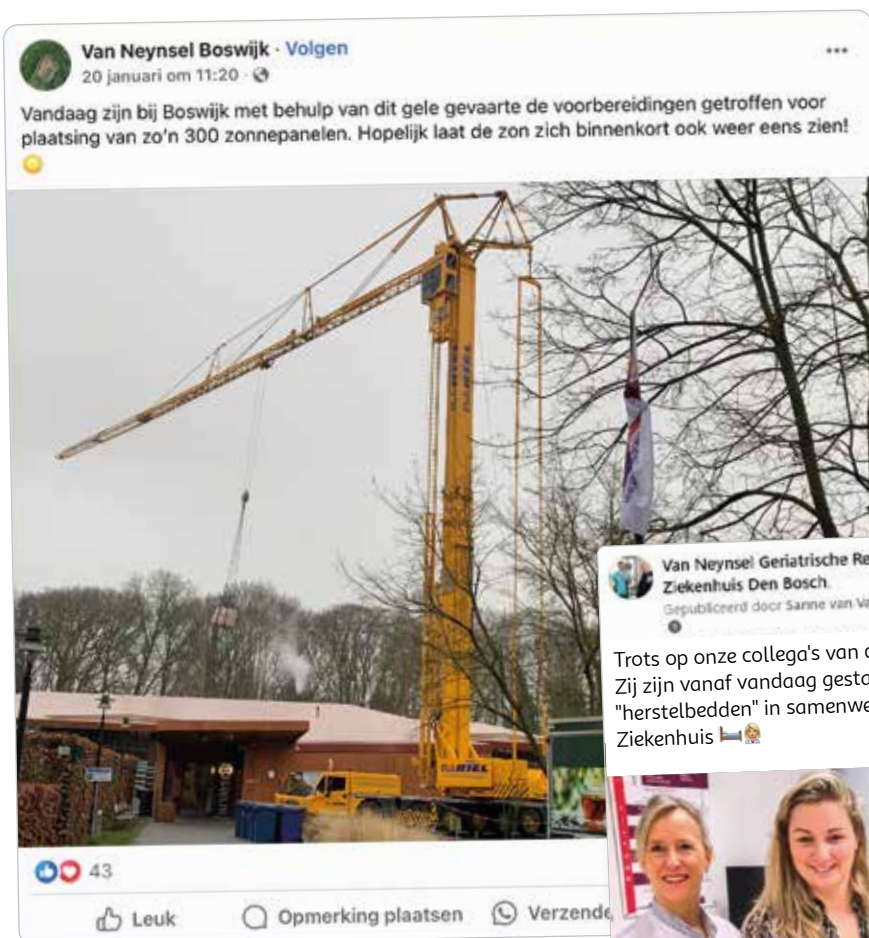 Van Neynsel Boswijk · Volgen
20 januari om 11:20 ·
Vandaag zijn bij Boswijk met behulp van dit gele gevaarte de voorbereidingen getroffen voor
plaatsing van zo'n 300 zonnepanelen. Hopelijk laat de zon zich binnenkort ook weer eens zien!
43
Leuk
Opmerking plaatsen
Verzende
Van Neynsel Geriatrische Re
Ziekenhuis Den Bosch.
Gepubliceerd door Sanne van Va
Trots op onze collega's van d
Zij zijn vanaf vandaag gesta
"herstelbedden" in samenwe
Ziekenhuis